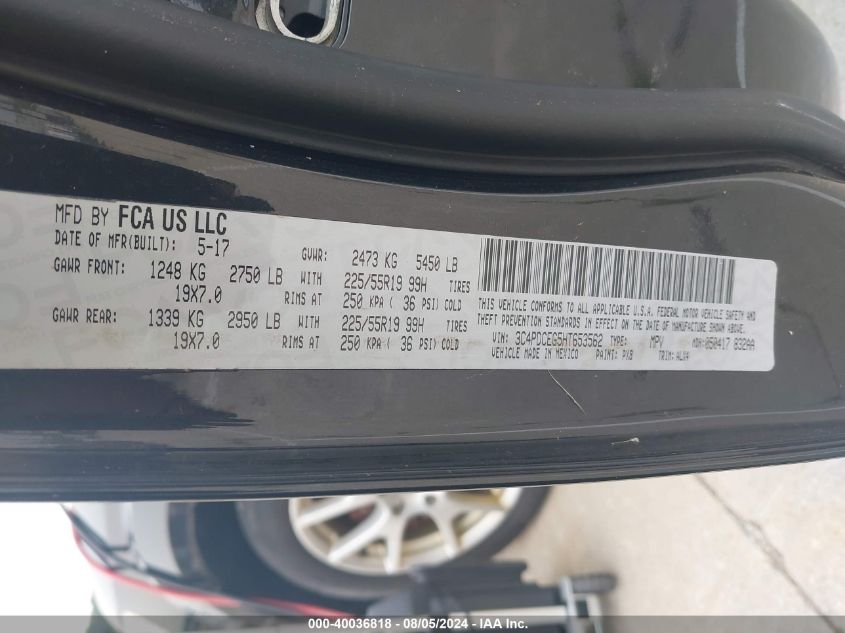 MFD BY FCA US LLC
DATE OF MFR(BUILT): 5-17 GVWR: 2473 KG 5450 LB
GAWR FRONT: 1248 KG 2750 LB WITH 225/55R19 99H TIRES
19X7.0 RIMS AT 250 KPA ( 36 PSI) COLD
GAWR REAR: 1339 KG 2950 LB WITH 225/55R19 99H TIRES
19X7.0 RIMS AT 250 KPA ( 36 PSI) COLD
THIS VEHICLE CONFORMS TO ALL APPLICABLE U.S.A. FEDERAL MOTOR VEHICLE SAFETY AND
THEFT PREVENTION STANDARDS IN EFFECT ON THE DATE OF MANUFACTURE SHOWN ABOVE.
VIN: 3C4PDCEG5HT653562 TYPE: MPV MDH: 050417 832AA
VEHICLE MADE IN MEXICO PAINT: PX8 TRIM: ALX9
000-40036818 - 08/05/2024 - IAA Inc.